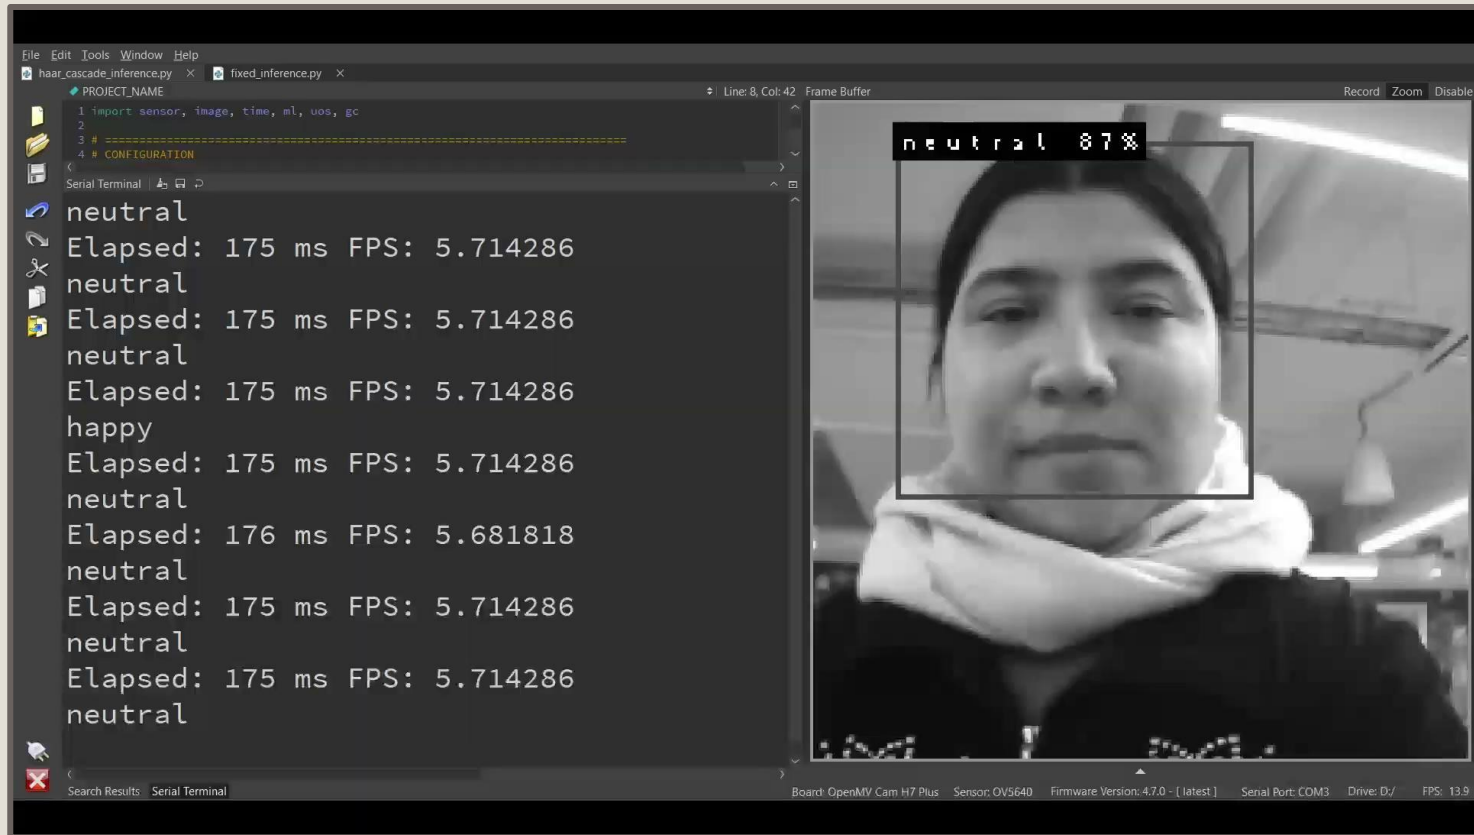 File Edit Tools Window Help
haar_cascade_inference.py × fixed_inference.py ×
PROJECT_NAME
Line: 8, Col: 42
Frame Buffer
Record Zoom Disable
1 import sensor, image, time, ml, uos, gc
2
3 # =============================================================================
4 # CONFIGURATION
Serial Terminal
neutral
Elapsed: 175 ms FPS: 5.714286
neutral
Elapsed: 175 ms FPS: 5.714286
neutral
Elapsed: 175 ms FPS: 5.714286
happy
Elapsed: 175 ms FPS: 5.714286
neutral
Elapsed: 176 ms FPS: 5.681818
neutral
Elapsed: 175 ms FPS: 5.714286
neutral
Elapsed: 175 ms FPS: 5.714286
neutral
neutral 87%
Search Results Serial Terminal
Board: OpenMV Cam H7 Plus Sensor: OV5640 Firmware Version: 4.7.0 - [ latest ] Serial Port: COM3 Drive: D:/ FPS: 13.9